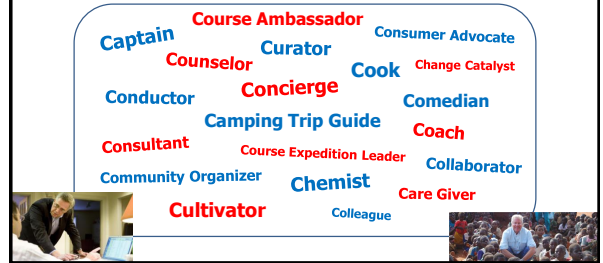 Course Ambassador
Captain
Consumer Advocate
Curator
Counselor
Cook
Change Catalyst
Concierge
Conductor
Comedian
Camping Trip Guide
Coach
Consultant
Course Expedition Leader
Collaborator
Community Organizer
Chemist
Care Giver
Cultivator
Colleague